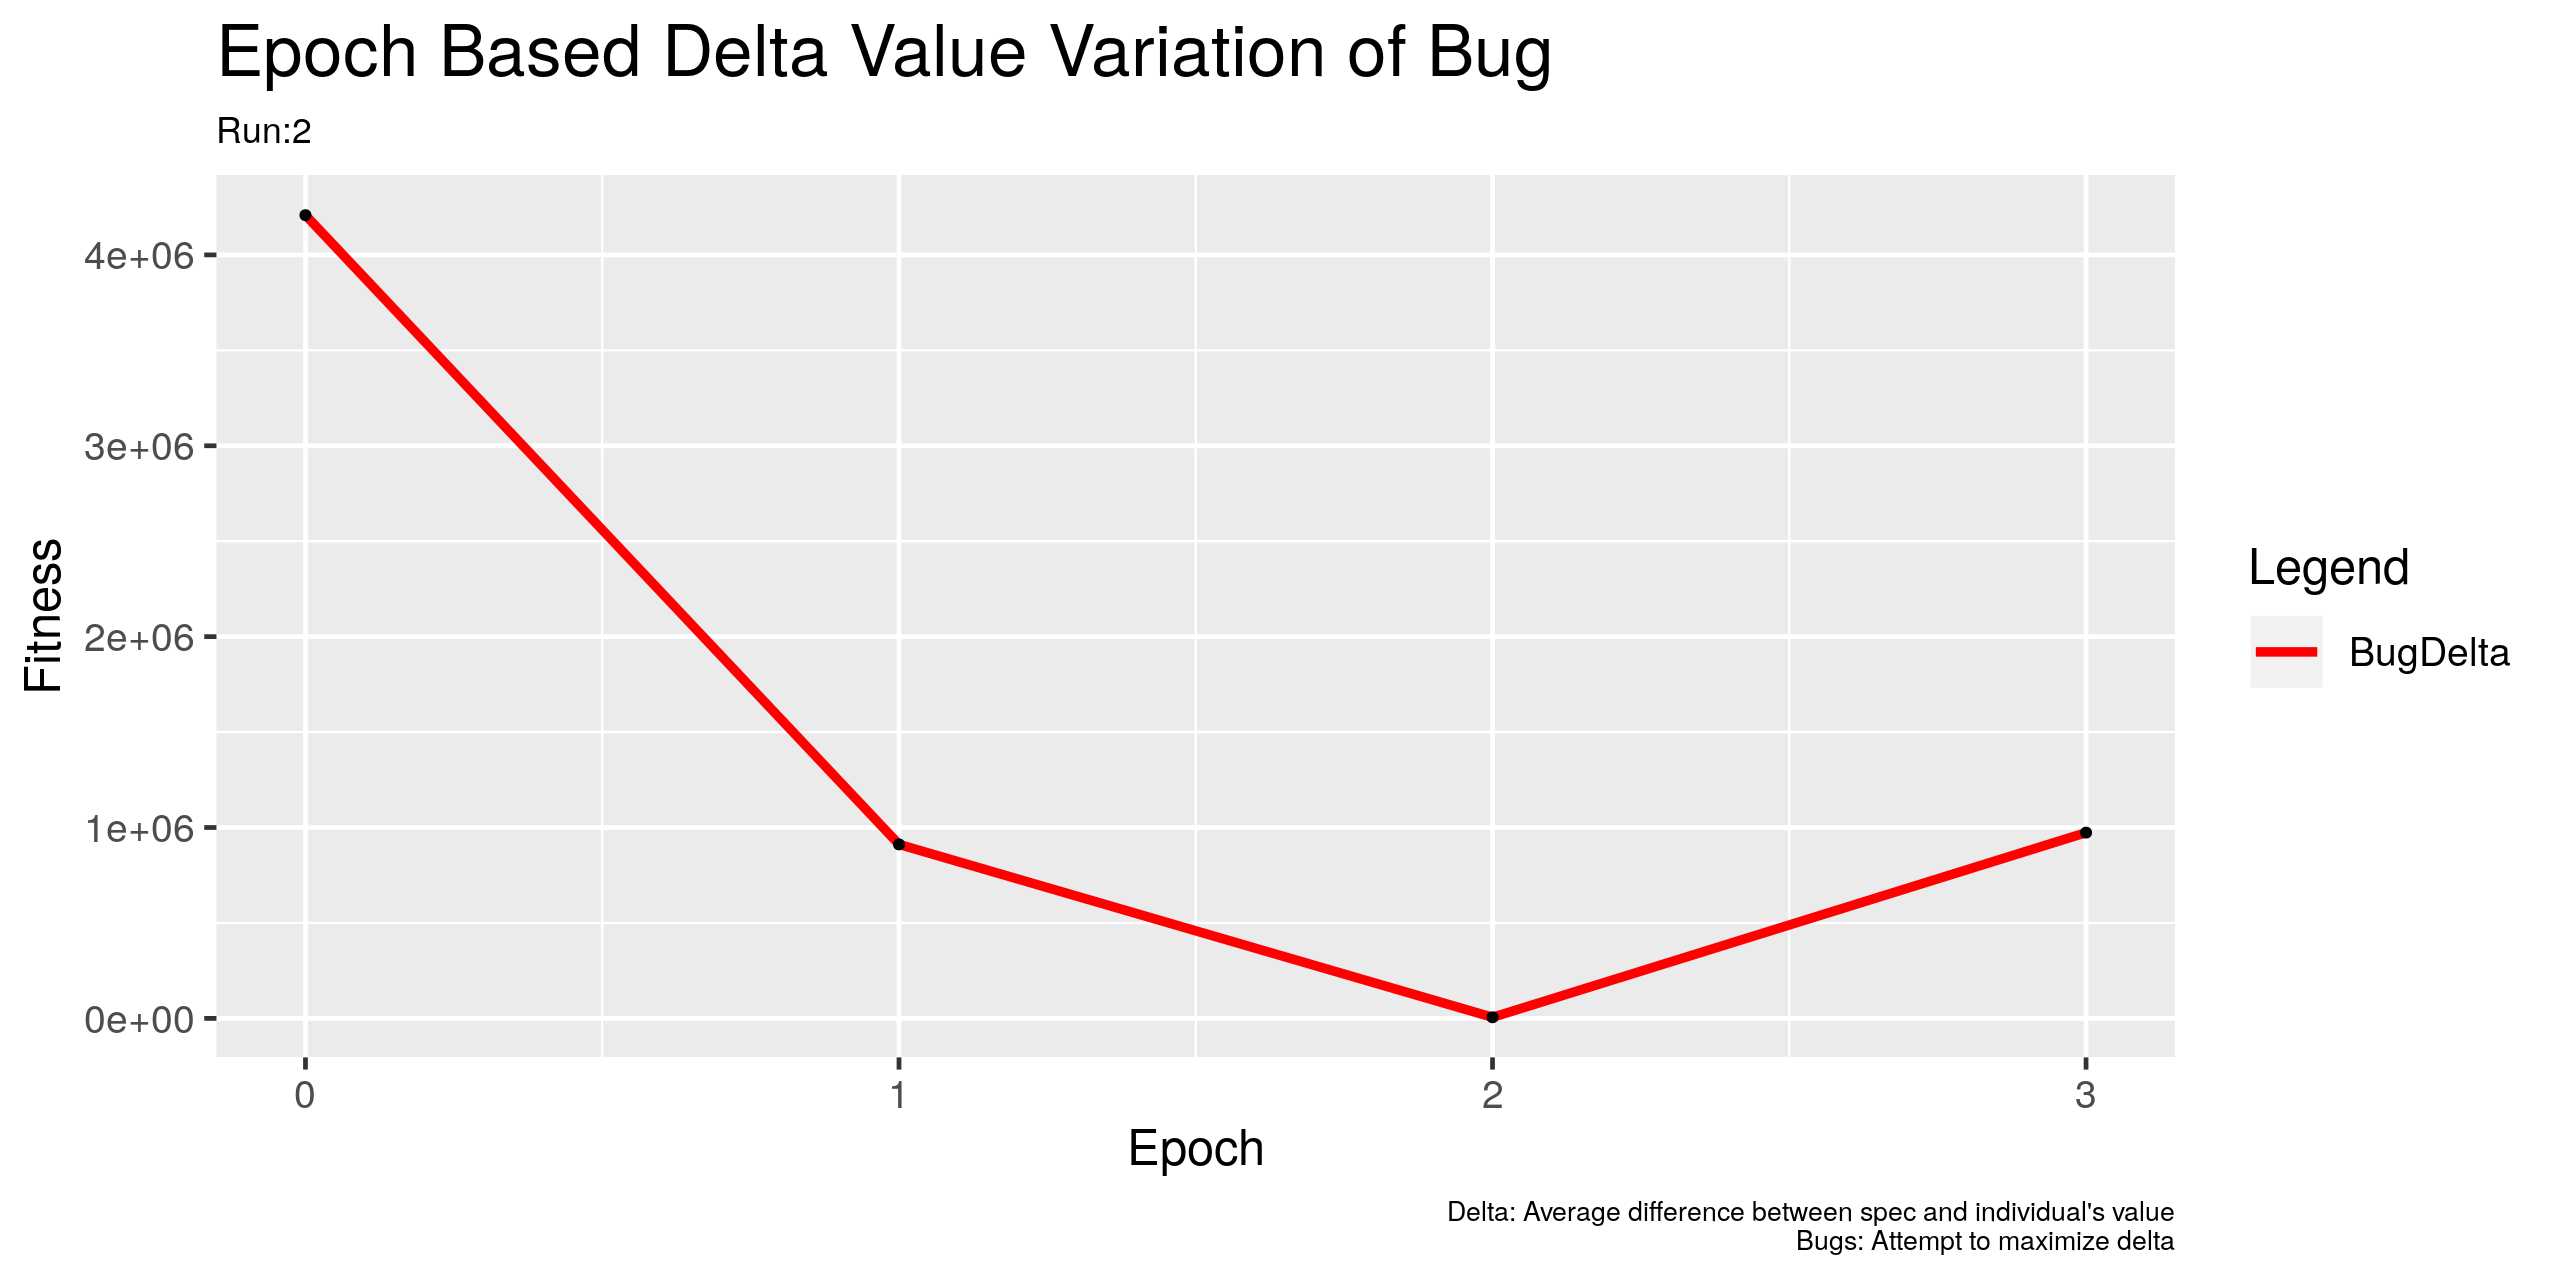 Epoch Based Delta Value Variation of Bug
Run:2
Fitness
4e+06
3e+06
2e+06
1e+06
0e+00
0 1 2 3
Epoch
Legend
BugDelta
Delta: Average difference between spec and individual's value
Bugs: Attempt to maximize delta